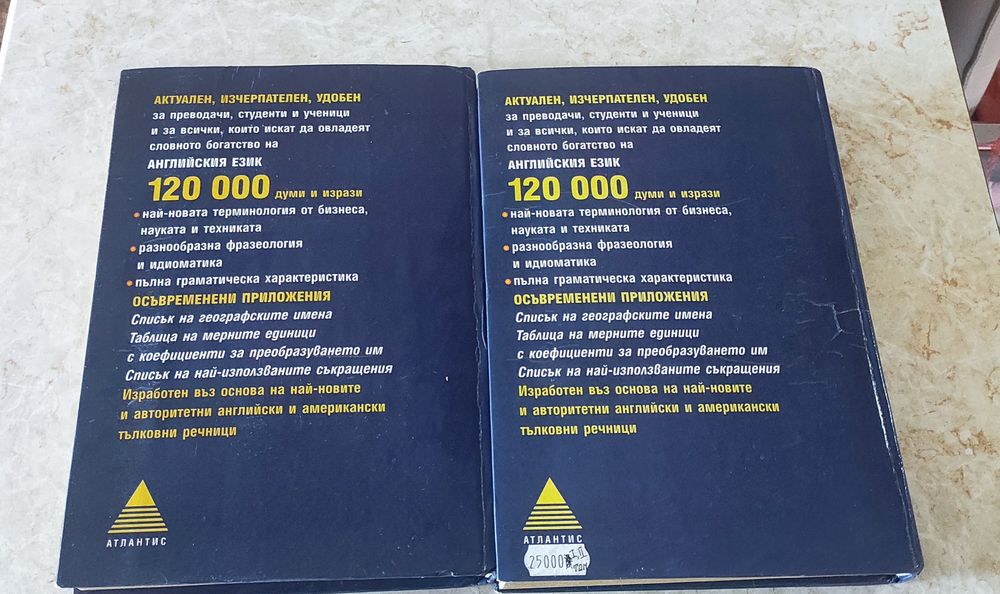 АКТУАЛЕН, ИЗЧЕРПАТЕЛЕН, УДОБЕН
за преводачи, студенти и ученици
и за всички, които искат да овладеят
словното богатство на
АНГЛИЙСКИЯ ЕЗИК
120 000 думи и изрази
• най-новата терминология от бизнеса,
науката и техниката
• разнообразна фразеология
и идиоматика
• пълна граматическа характеристика
ОСЪВРЕМЕНЕНИ ПРИЛОЖЕНИЯ
Списък на географските имена
Таблица на мерните единици
с коефициенти за преобразуването им
Списък на най-използваните съкращения
Изработен въз основа на най-новите
и авторитетни английски и американски
тълковни речници
АТЛАНТИС
АКТУАЛЕН, ИЗЧЕРПАТЕЛЕН, УДОБЕН
за преводачи, студенти и ученици
и за всички, които искат да овладеят
словното богатство на
АНГЛИЙСКИЯ ЕЗИК
120 000 думи и изрази
• най-новата терминология от бизнеса,
науката и техниката
• разнообразна фразеология
и идиоматика
• пълна граматическа характеристика
ОСЪВРЕМЕНЕНИ ПРИЛОЖЕНИЯ
Списък на географските имена
Таблица на мерните единици
с коефициенти за преобразуването им
Списък на най-използваните съкращения
Изработен въз основа на най-новите
и авторитетни английски и американски
тълковни речници
АТЛАНТИС
25000 I,II
том